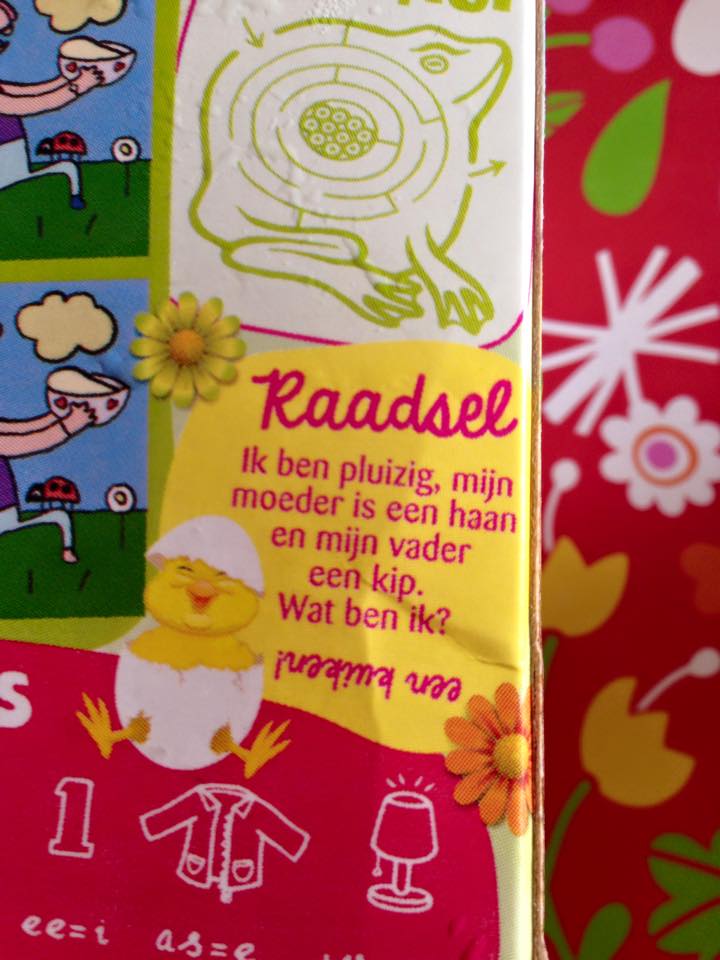 Raadsel
Ik ben pluizig, mijn
moeder is een haan
en mijn vader
een kip.
Wat ben ik?
een kuiken!
s
1
ee=i as=e